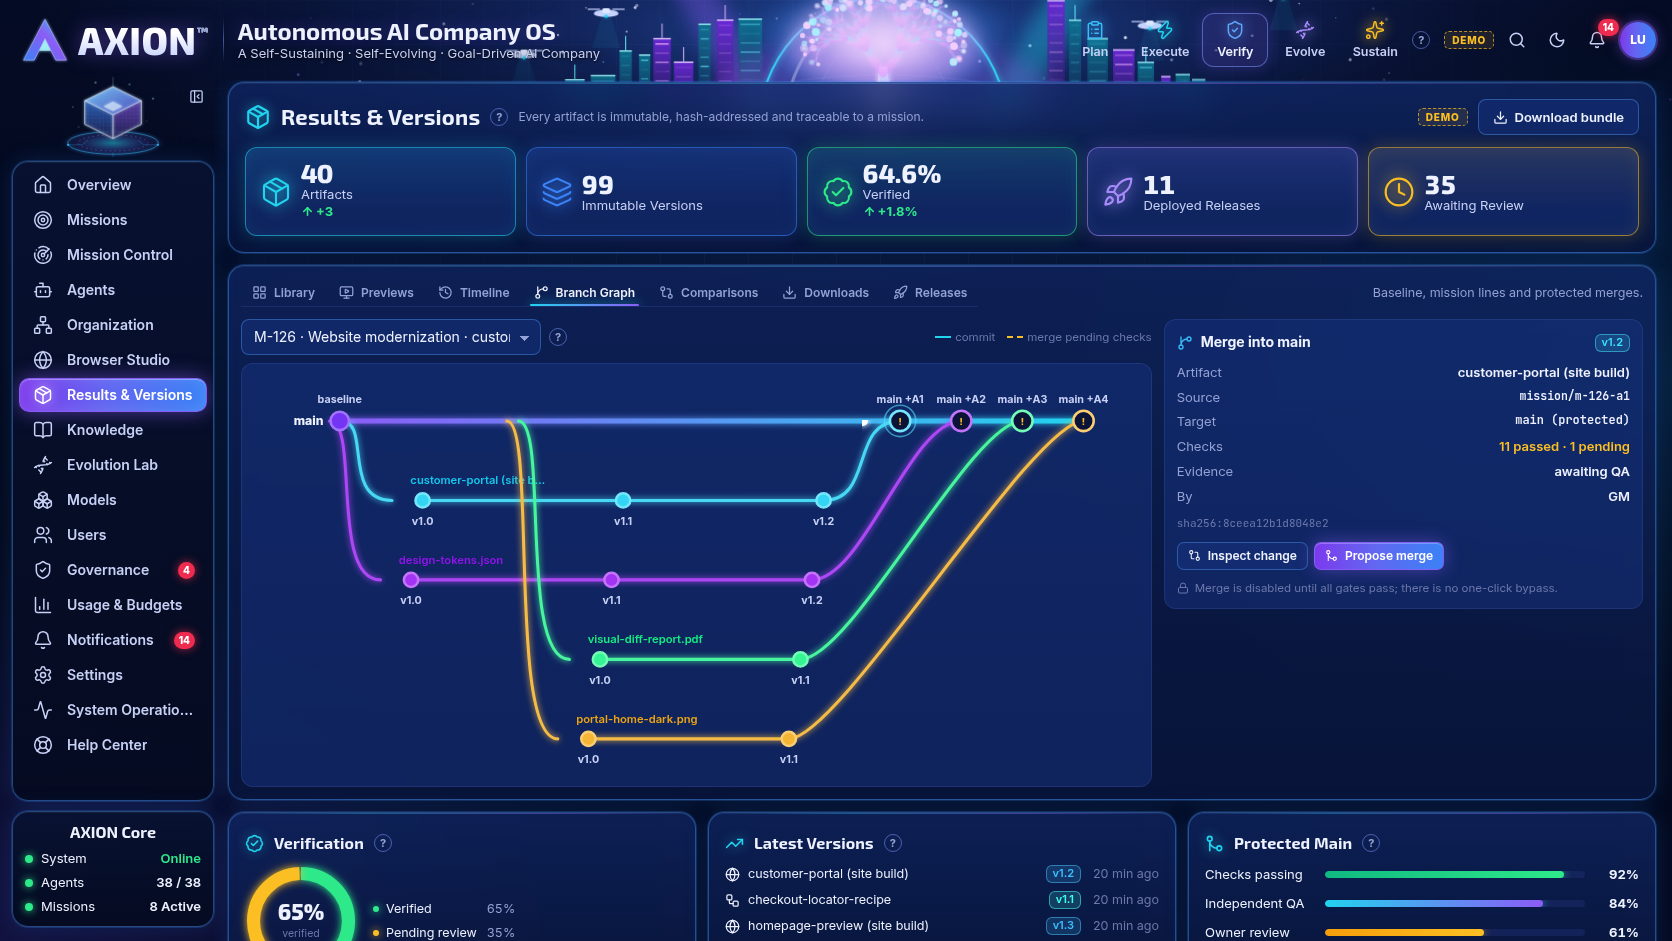 AXION™
Autonomous AI Company OS
A Self-Sustaining · Self-Evolving · Goal-Driven AI Company
Plan
Execute
Verify
Evolve
Sustain
?
DEMO
14
LU
Overview
Missions
Mission Control
Agents
Organization
Browser Studio
Results & Versions
Knowledge
Evolution Lab
Models
Users
Governance 4
Usage & Budgets
Notifications 14
Settings
System Operatio...
Help Center
AXION Core
System Online
Agents 38 / 38
Missions 8 Active
Results & Versions ? Every artifact is immutable, hash-addressed and traceable to a mission.
DEMO
Download bundle
40
Artifacts
↑ +3
99
Immutable Versions
64.6%
Verified
↑ +1.8%
11
Deployed Releases
35
Awaiting Review
Library
Previews
Timeline
Branch Graph
Comparisons
Downloads
Releases
Baseline, mission lines and protected merges.
M-126 · Website modernization · custor
?
commit
merge pending checks
baseline
main +A1
main +A2
main +A3
main +A4
main
! ! ! !
customer-portal (site b...
v1.0 v1.1 v1.2
design-tokens.json
v1.0 v1.1 v1.2
visual-diff-report.pdf
v1.0 v1.1
portal-home-dark.png
v1.0 v1.1
Merge into main v1.2
Artifact customer-portal (site build)
Source mission/m-126-a1
Target main (protected)
Checks 11 passed · 1 pending
Evidence awaiting QA
By GM
sha256:8ceea12b1d8048e2
Inspect change
Propose merge
Merge is disabled until all gates pass; there is no one-click bypass.
Verification ?
65%
verified
Verified 65%
Pending review 35%
Latest Versions ?
customer-portal (site build) v1.2 20 min ago
checkout-locator-recipe v1.1 20 min ago
homepage-preview (site build) v1.3 20 min ago
Protected Main ?
Checks passing 92%
Independent QA 84%
Owner review 61%